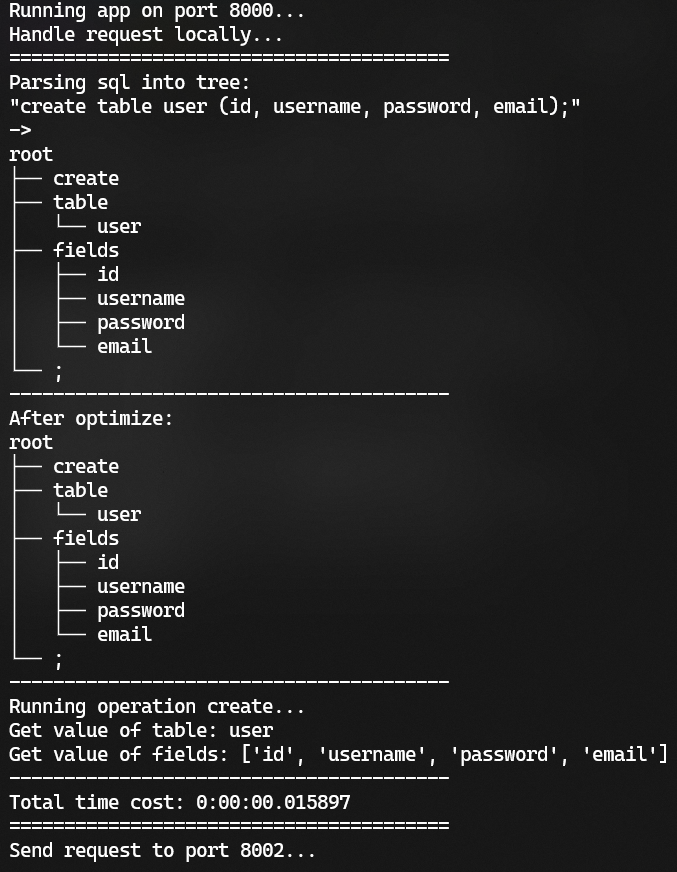 Running app on port 8000...
Handle request locally...
========================================
Parsing sql into tree:
"create table user (id, username, password, email);"
->
root
├── create
├── table
│   └── user
├── fields
│   ├── id
│   ├── username
│   ├── password
│   └── email
└── ;
----------------------------------------
After optimize:
root
├── create
├── table
│   └── user
├── fields
│   ├── id
│   ├── username
│   ├── password
│   └── email
└── ;
----------------------------------------
Running operation create...
Get value of table: user
Get value of fields: ['id', 'username', 'password', 'email']
----------------------------------------
Total time cost: 0:00:00.015897
========================================
Send request to port 8002...